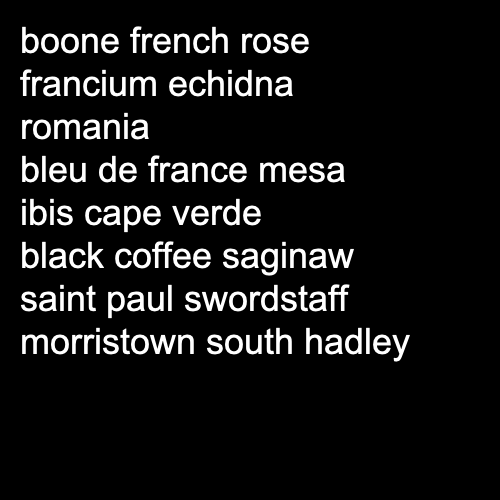 boone french rose
francium echidna
romania
bleu de france mesa
ibis cape verde
black coffee saginaw
saint paul swordstaff
morristown south hadley